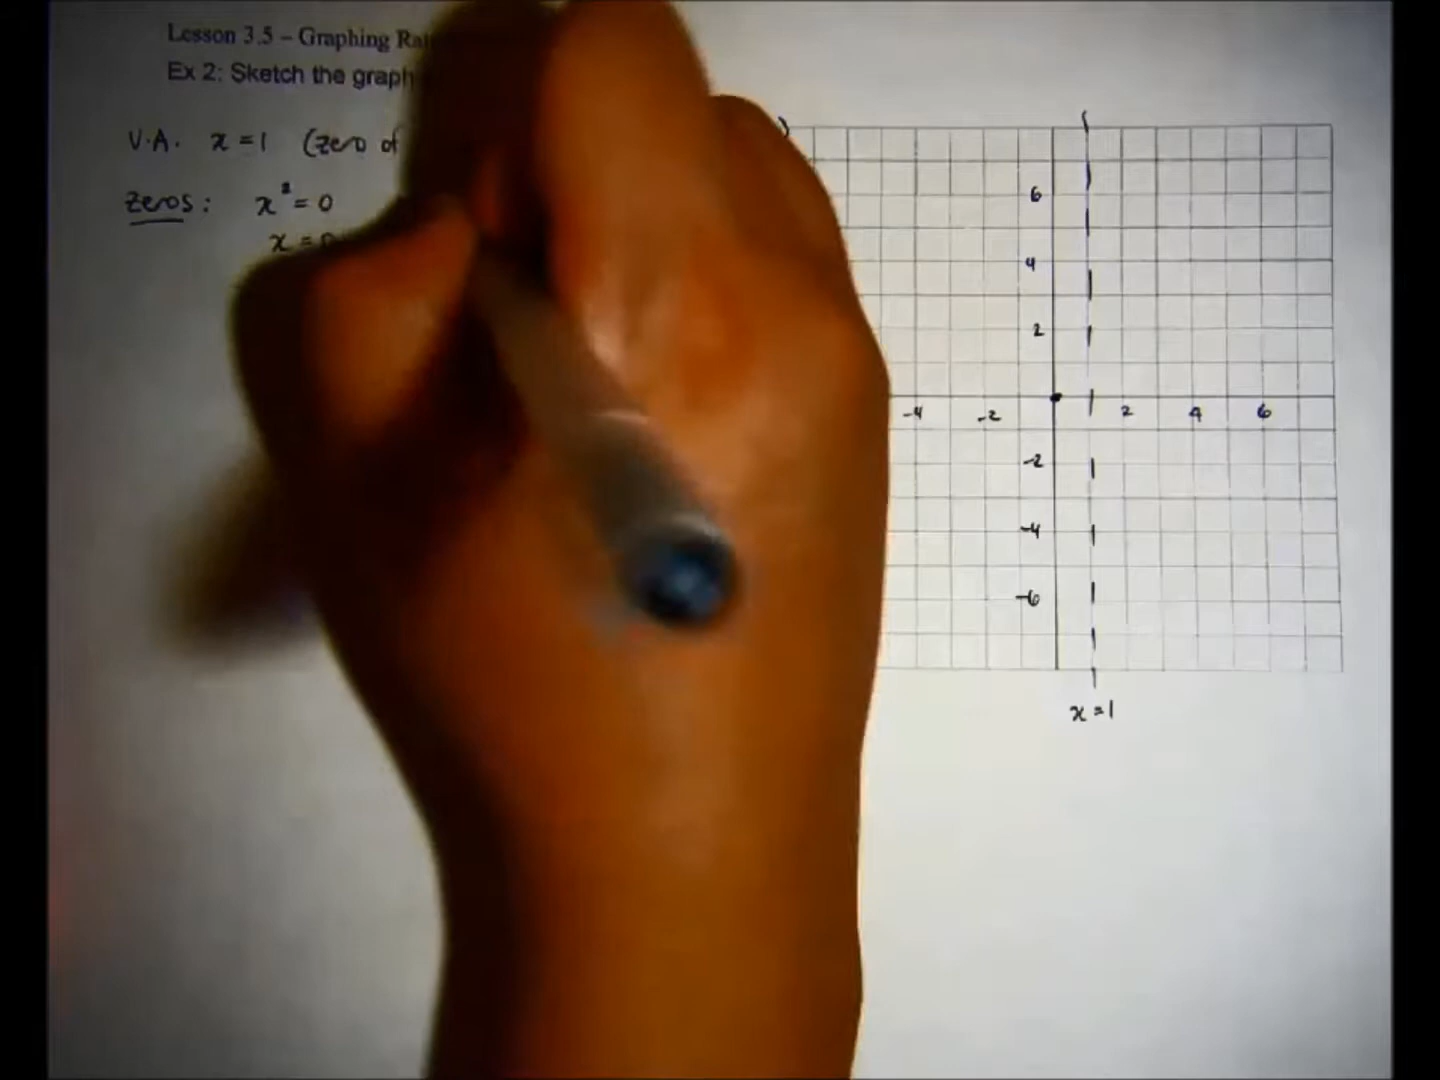 Lesson 3.5 – Graphing
Ex 2: Sketch the graph
V.A. x = 1 (zero of
zeros: x² = 0
x =
6
4
2
-4 -2 2 4 6
-2
-4
-6
x = 1